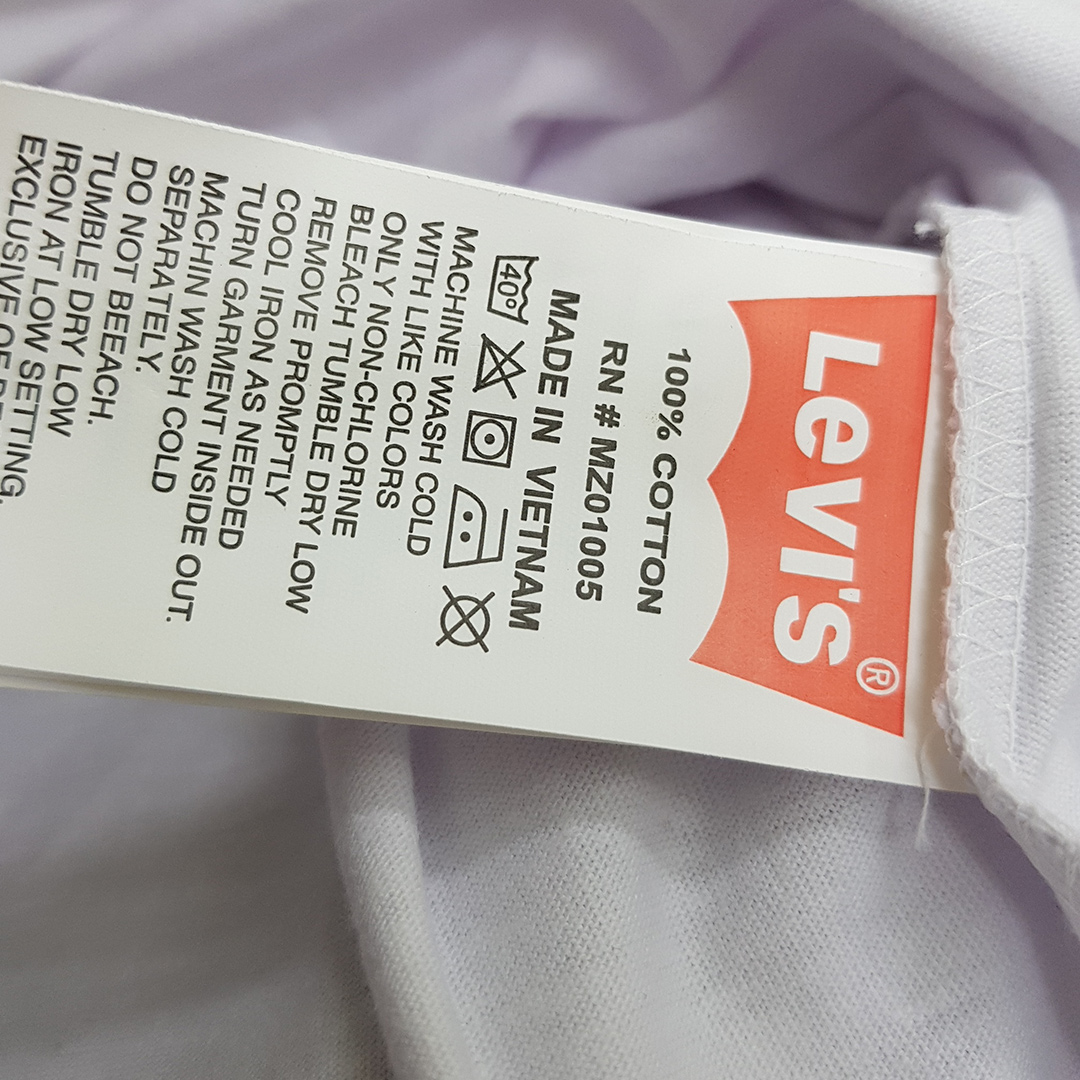 Levi's®
100% COTTON
RN # MZ01005
MADE IN VIETNAM
40°
MACHINE WASH COLD
WITH LIKE COLORS
ONLY NON-CHLORINE
BLEACH TUMBLE DRY LOW
REMOVE PROMPTLY
COOL IRON AS NEEDED
TURN GARMENT INSIDE OUT.
MACHIN WASH COLD
SEPARATELY.
DO NOT BEEACH.
TUMBLE DRY LOW
IRON AT LOW SETTING,
EXCLUSIVE OF